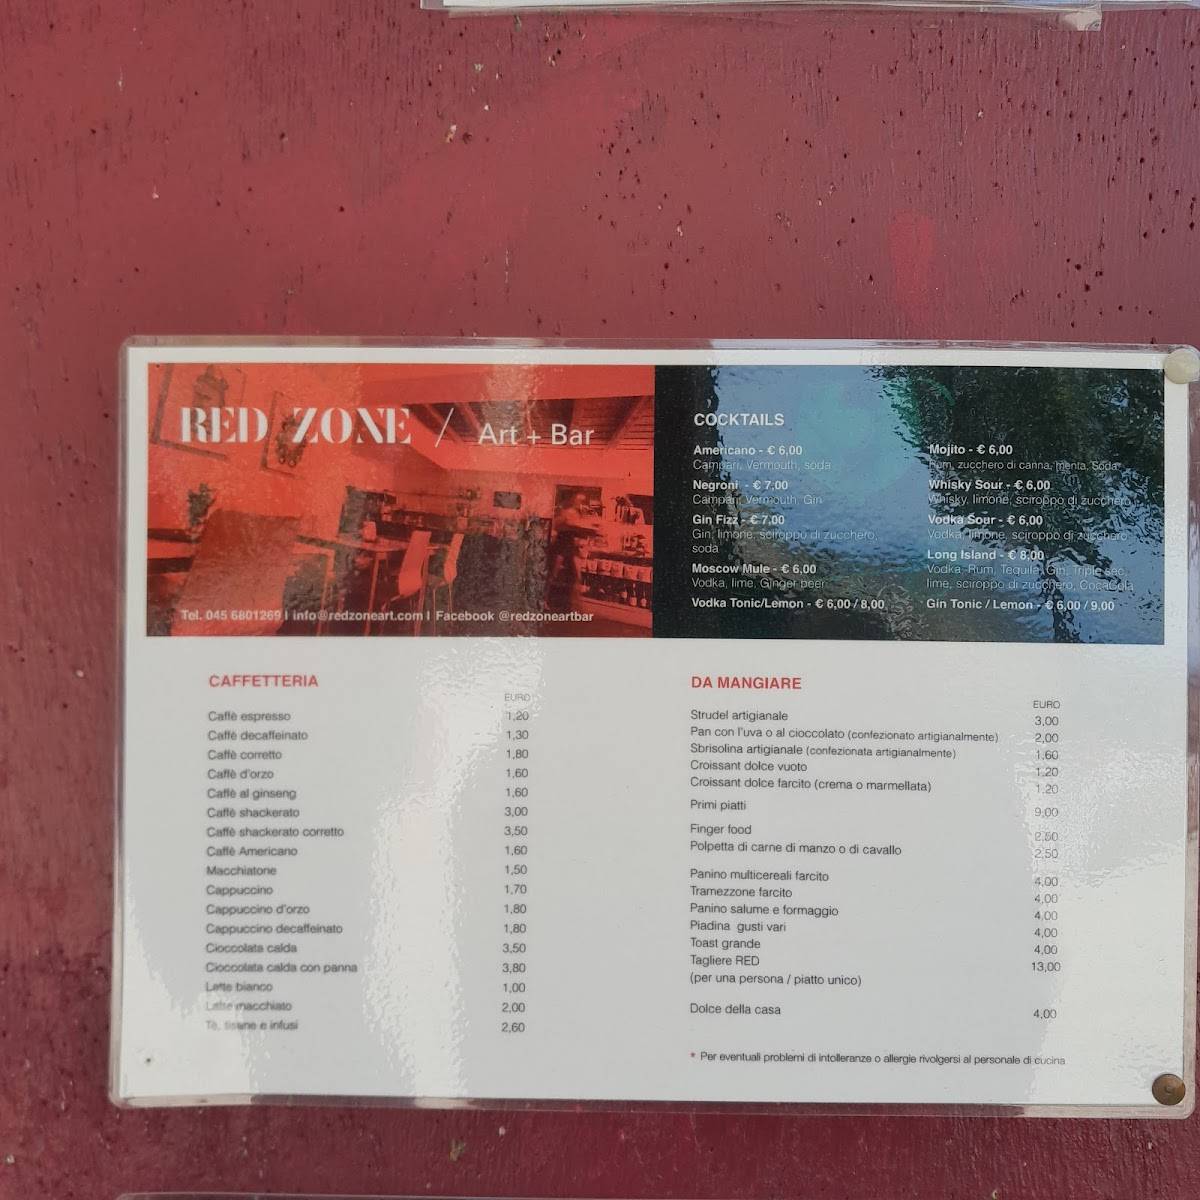 RED ZONE / Art + Bar
Tel. 045 6801269 | info@redzoneart.com | Facebook @redzoneartbar
COCKTAILS
Americano - € 6,00
Campari, Vermouth, soda
Negroni - € 7,00
Campari, Vermouth, Gin
Gin Fizz - € 7,00
Gin, limone, sciroppo di zucchero,
soda
Moscow Mule - € 6,00
Vodka, lime, Ginger beer
Vodka Tonic/Lemon - € 6,00 / 8,00
Mojito - € 6,00
Rum, zucchero di canna, menta, Soda
Whisky Sour - € 6,00
Whisky, limone, sciroppo di zucchero
Vodka Sour - € 6,00
Vodka, limone, sciroppo di zucchero
Long Island - € 8,00
Vodka, Rum, Tequila, Gin, Triple sec,
lime, sciroppo di zucchero, CocaCola
Gin Tonic / Lemon - € 6,00 / 9,00
CAFFETTERIA
EURO
Caffè espresso 1,20
Caffè decaffeinato 1,30
Caffè corretto 1,80
Caffè d'orzo 1,60
Caffè al ginseng 1,60
Caffè shackerato 3,00
Caffè shackerato corretto 3,50
Caffè Americano 1,60
Macchiatone 1,50
Cappuccino 1,70
Cappuccino d'orzo 1,80
Cappuccino decaffeinato 1,80
Cioccolata calda 3,50
Cioccolata calda con panna 3,80
Latte bianco 1,00
Latte macchiato 2,00
Tè, tisane e infusi 2,60
DA MANGIARE
EURO
Strudel artigianale 3,00
Pan con l'uva o al cioccolato (confezionato artigianalmente) 2,00
Sbrisolina artigianale (confezionata artigianalmente) 1,60
Croissant dolce vuoto 1,20
Croissant dolce farcito (crema o marmellata) 1,20
Primi piatti 9,00
Finger food 2,50
Polpetta di carne di manzo o di cavallo 2,50
Panino multicereali farcito 4,00
Tramezzone farcito 4,00
Panino salume e formaggio 4,00
Piadina gusti vari 4,00
Toast grande 4,00
Tagliere RED 13,00
(per una persona / piatto unico)
Dolce della casa 4,00
* Per eventuali problemi di intolleranze o allergie rivolgersi al personale di cucina